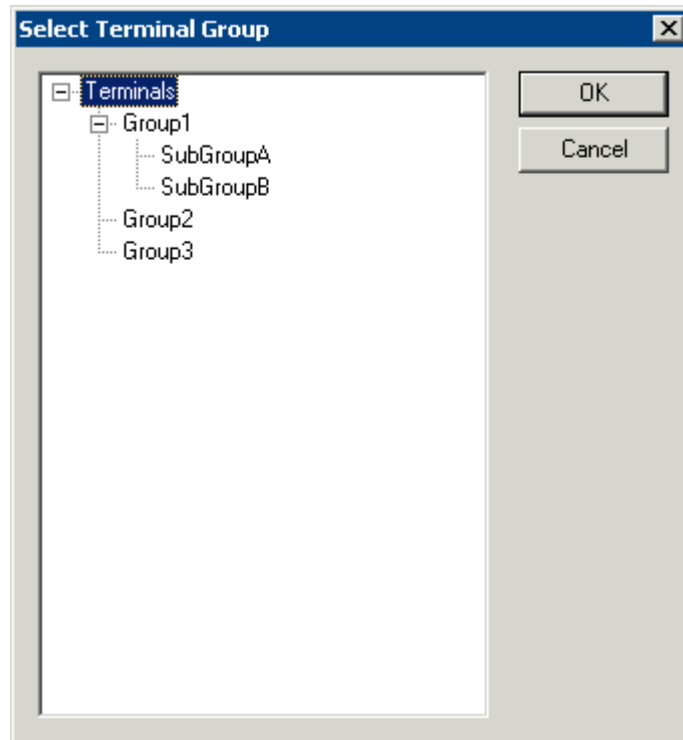 Select Terminal Group
Terminals
Group1
SubGroupA
SubGroupB
Group2
Group3
OK
Cancel